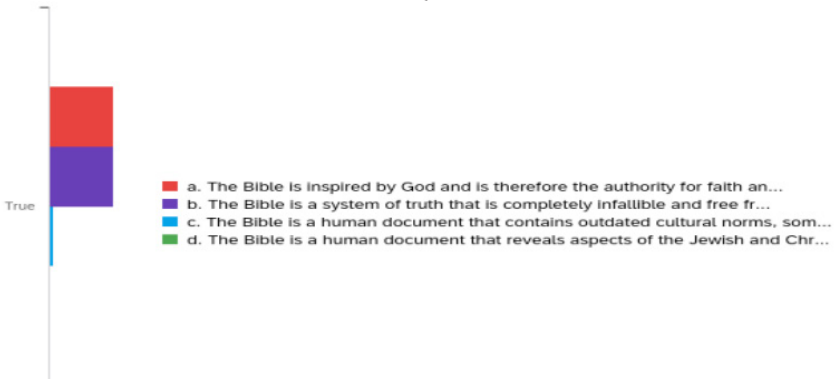 True
a. The Bible is inspired by God and is therefore the authority for faith an...
b. The Bible is a system of truth that is completely infallible and free fr...
c. The Bible is a human document that contains outdated cultural norms, som...
d. The Bible is a human document that reveals aspects of the Jewish and Chr...